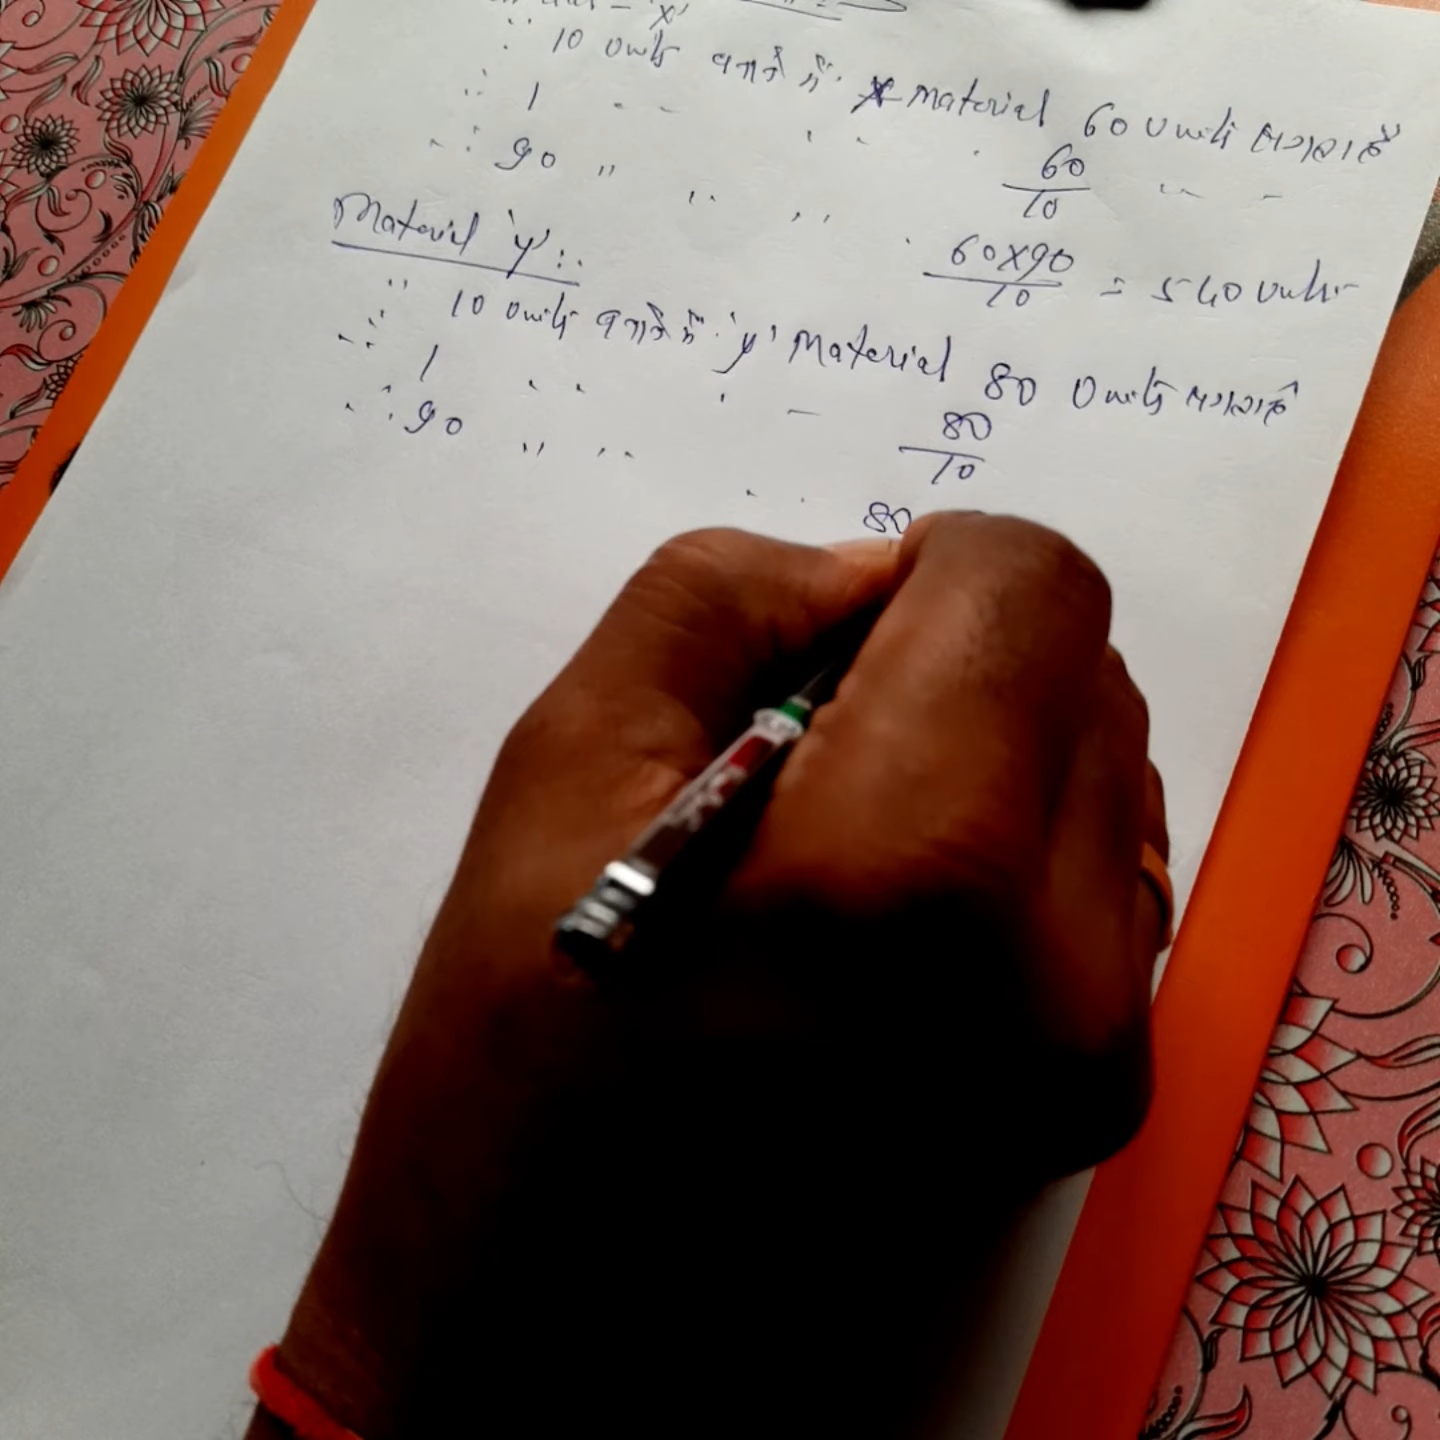 'X'
∵ 10 Units बनाने में X material 60 Units लगता है
∴ 1 " " " " " 60/10 " "
∴ 90 " " " " 60X90/10 = 540 Units
Material 'y' :.
∵ 10 Units बनाने में 'y' Material 80 Units लगता है
∴ 1 " " " " 80/10
∴ 90 " " " " 80